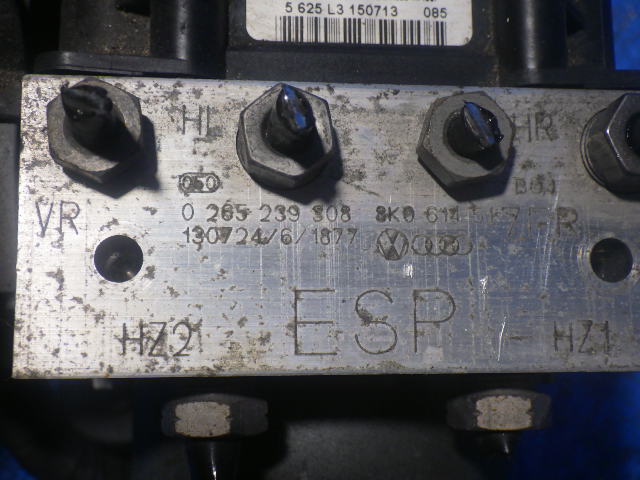 5 625 L3 150713 085
HL HR
VR 0 265 239 308 8K0 614
130724/6/1877
ESP
HZ2 - HZ1